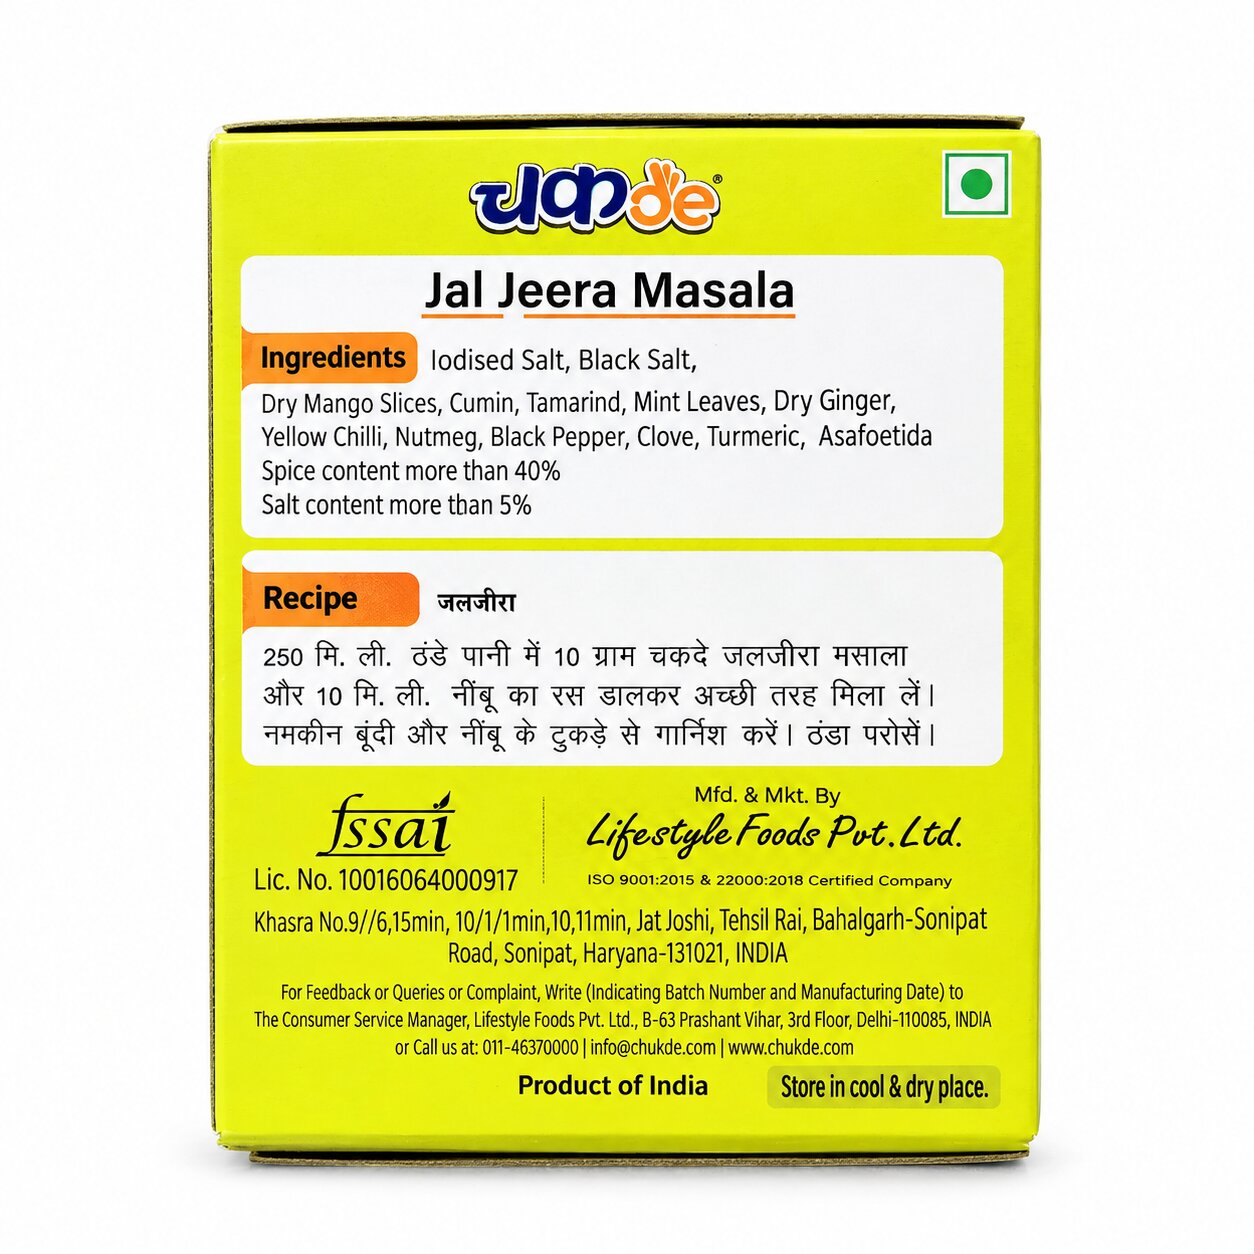 चकde®
Jal Jeera Masala
Ingredients Iodised Salt, Black Salt,
Dry Mango Slices, Cumin, Tamarind, Mint Leaves, Dry Ginger,
Yellow Chilli, Nutmeg, Black Pepper, Clove, Turmeric, Asafoetida
Spice content more than 40%
Salt content more than 5%
Recipe जलजीरा
250 मि. ली. ठंडे पानी में 10 ग्राम चकदे जलजीरा मसाला
और 10 मि. ली. नींबू का रस डालकर अच्छी तरह मिला लें।
नमकीन बूंदी और नींबू के टुकड़े से गार्निश करें। ठंडा परोसें।
fssai
Lic. No. 10016064000917
Mfd. & Mkt. By
Lifestyle Foods Pvt. Ltd.
ISO 9001:2015 & 22000:2018 Certified Company
Khasra No.9//6,15min, 10/1/1min,10,11min, Jat Joshi, Tehsil Rai, Bahalgarh-Sonipat
Road, Sonipat, Haryana-131021, INDIA
For Feedback or Queries or Complaint, Write (Indicating Batch Number and Manufacturing Date) to
The Consumer Service Manager, Lifestyle Foods Pvt. Ltd., B-63 Prashant Vihar, 3rd Floor, Delhi-110085, INDIA
or Call us at: 011-46370000 | info@chukde.com | www.chukde.com
Product of India
Store in cool & dry place.